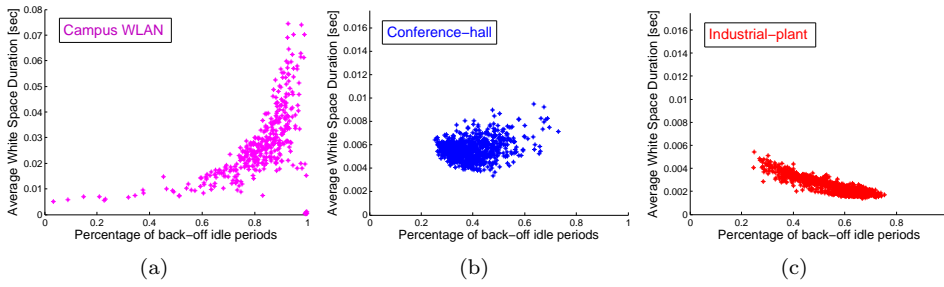 Average White Space Duration [sec]
0.08
0.07
0.06
0.05
0.04
0.03
0.02
0.01
0
Campus WLAN
0 0.2 0.4 0.6 0.8 1
Percentage of back-off idle periods
(a)
Average White Space Duration [sec]
0.016
0.014
0.012
0.01
0.008
0.006
0.004
0.002
0
Conference-hall
0 0.2 0.4 0.6 0.8 1
Percentage of back-off idle periods
(b)
Average White Space Duration [sec]
0.016
0.014
0.012
0.01
0.008
0.006
0.004
0.002
0
Industrial-plant
0 0.2 0.4 0.6 0.8 1
Percentage of back-off idle periods
(c)